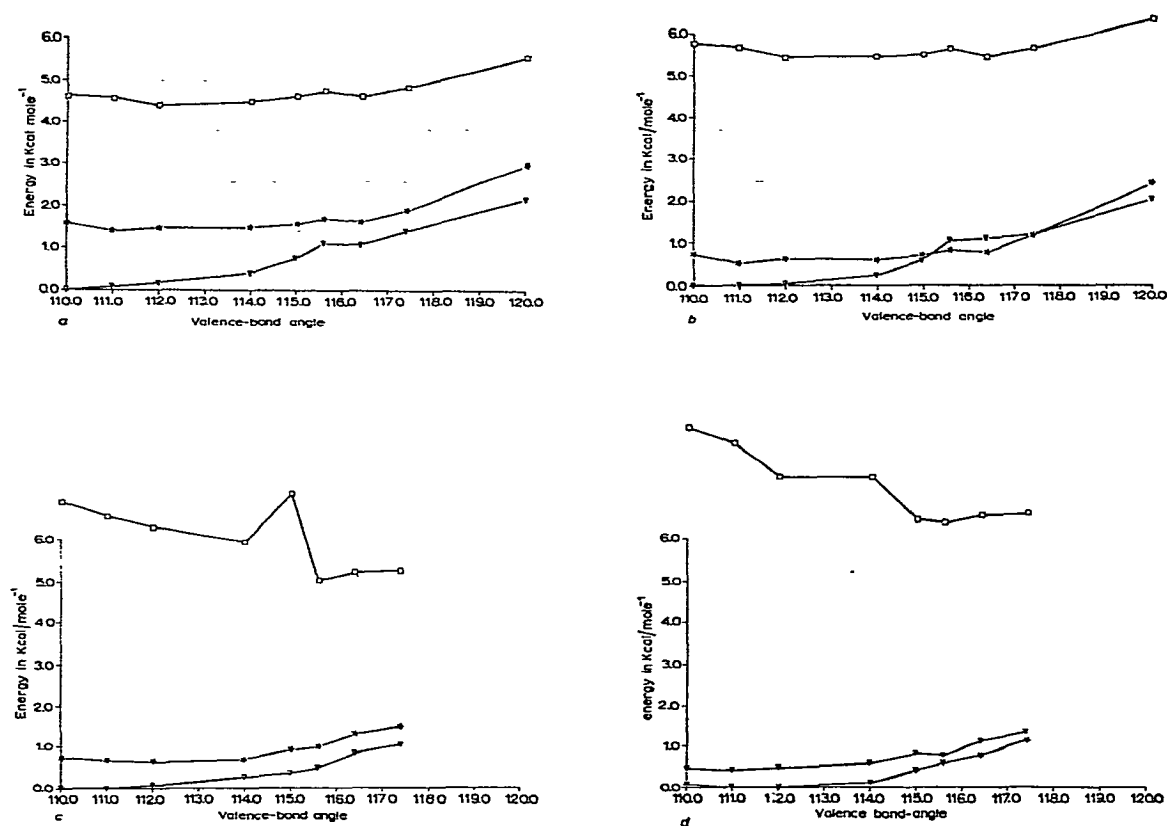 6.0
5.0
4.0
3.0
2.0
1.0
0.0
Energy in Kcal mole⁻¹
110.0 111.0 112.0 113.0 114.0 115.0 116.0 117.0 118.0 119.0 120.0
a Valence-bond angle
6.0
5.0
4.0
3.0
2.0
1.0
0.0
Energy in Kcal/mole⁻¹
110.0 111.0 112.0 113.0 114.0 115.0 116.0 117.0 118.0 119.0 120.0
b Valence-bond angle
6.0
5.0
4.0
3.0
2.0
1.0
0.0
Energy in Kcal/mole⁻¹
110.0 111.0 112.0 113.0 114.0 115.0 116.0 117.0 118.0 119.0 120.0
c Valence-bond angle
6.0
5.0
4.0
3.0
2.0
1.0
0.0
energy in Kcal/mole⁻¹
110.0 111.0 112.0 113.0 114.0 115.0 116.0 117.0 118.0 119.0 120.0
d Valence bond-angle